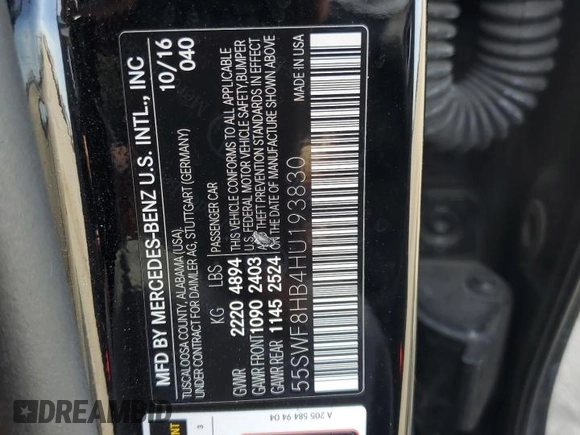 MFD BY MERCEDES-BENZ U.S. INTL., INC
TUSCALOOSA COUNTY, ALABAMA (USA).
UNDER CONTRACT FOR DAIMLER AG, STUTTGART (GERMANY)
10/16
040
KG LBS
GVWR 2220 4894
GAWR FRONT 1090 2403
GAWR REAR 1145 2524
PASSENGER CAR
THIS VEHICLE CONFORMS TO ALL APPLICABLE
U.S. FEDERAL MOTOR VEHICLE SAFETY, BUMPER
THEFT PREVENTION STANDARDS IN EFFECT
ON THE DATE OF MANUFACTURE SHOWN ABOVE
55SWF8HB4HU193830
MADE IN USA
A 205 584 94 04
3
DREAMBID